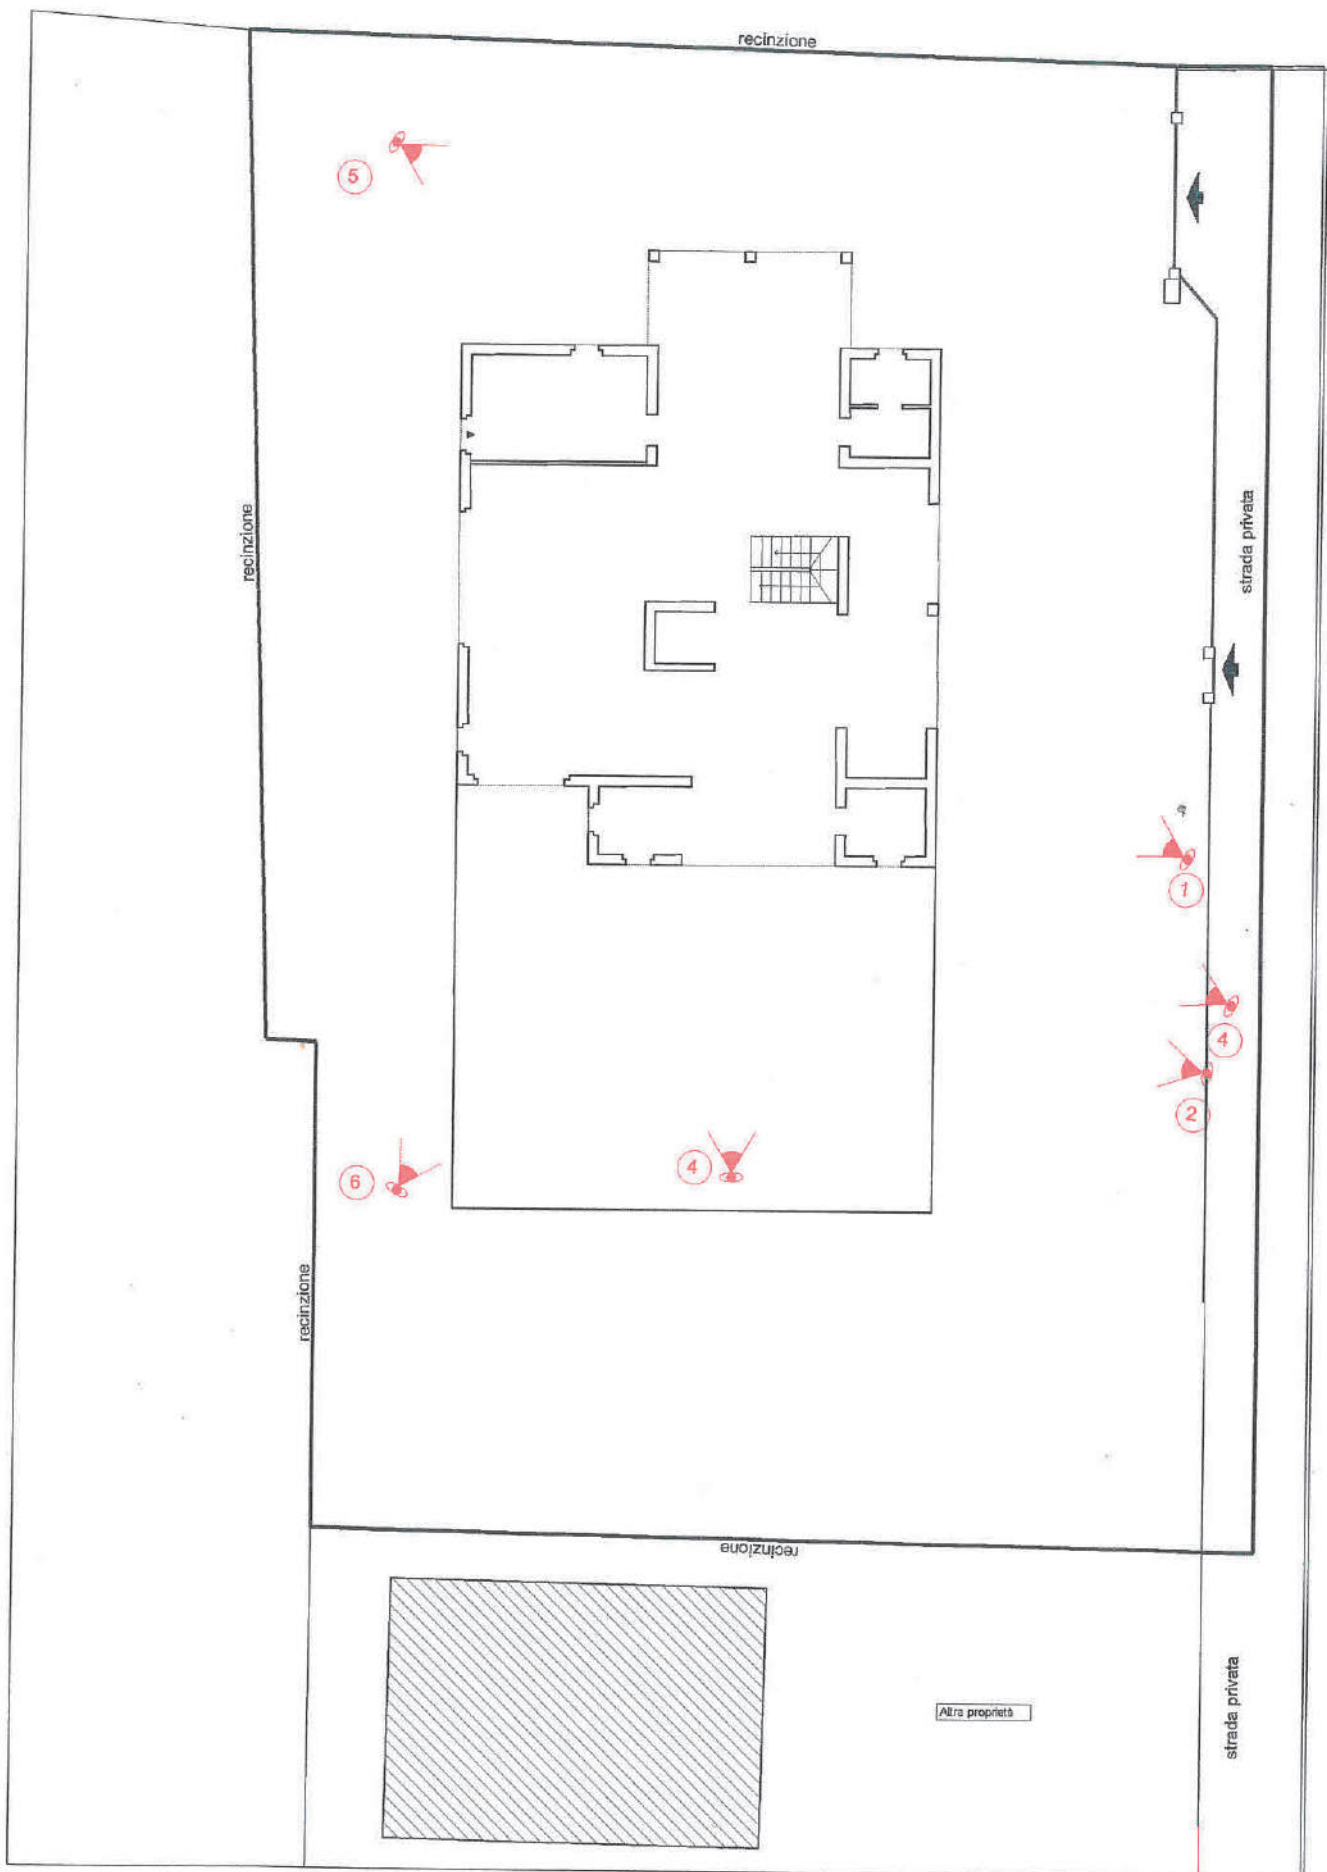 recinzione
5
recinzione
strada privata
1
4
2
4
6
recinzione
recinzione
Altra proprietà
strada privata